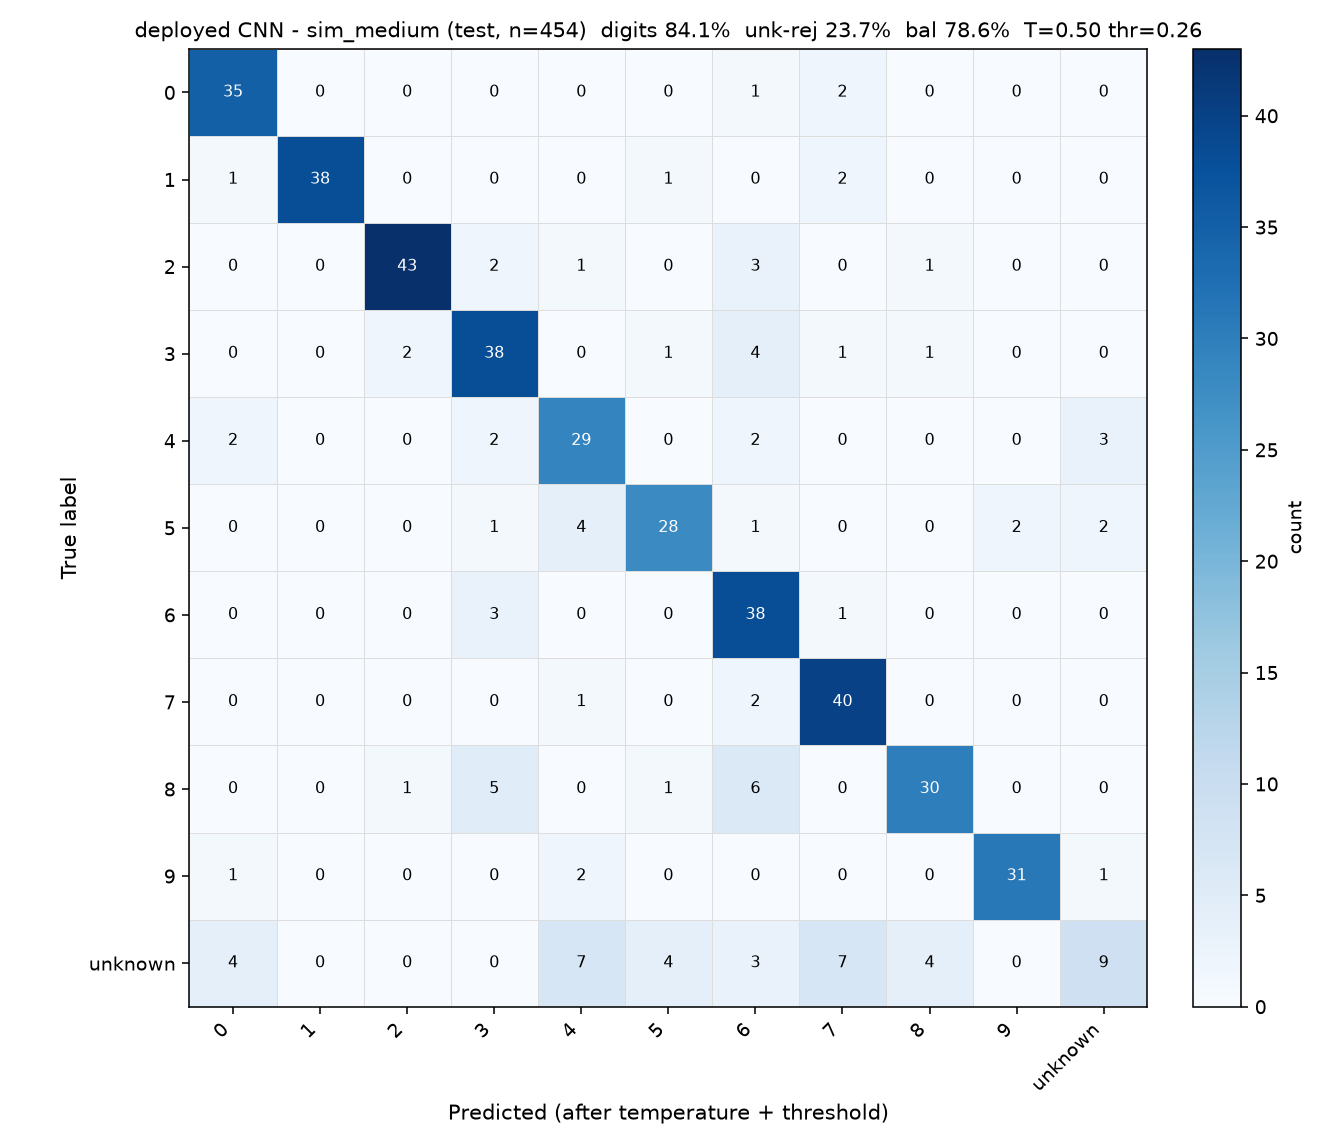 deployed CNN - sim_medium (test, n=454)  digits 84.1%  unk-rej 23.7%  bal 78.6%  T=0.50 thr=0.26
0 35 0 0 0 0 0 1 2 0 0 0
1 1 38 0 0 0 1 0 2 0 0 0
2 0 0 43 2 1 0 3 0 1 0 0
3 0 0 2 38 0 1 4 1 1 0 0
4 2 0 0 2 29 0 2 0 0 0 3
5 0 0 0 1 4 28 1 0 0 2 2
6 0 0 0 3 0 0 38 1 0 0 0
7 0 0 0 0 1 0 2 40 0 0 0
8 0 0 1 5 0 1 6 0 30 0 0
9 1 0 0 0 2 0 0 0 0 31 1
unknown 4 0 0 0 7 4 3 7 4 0 9
0 1 2 3 4 5 6 7 8 9 unknown
Predicted (after temperature + threshold)
True label
40
35
30
25
20
15
10
5
0
count